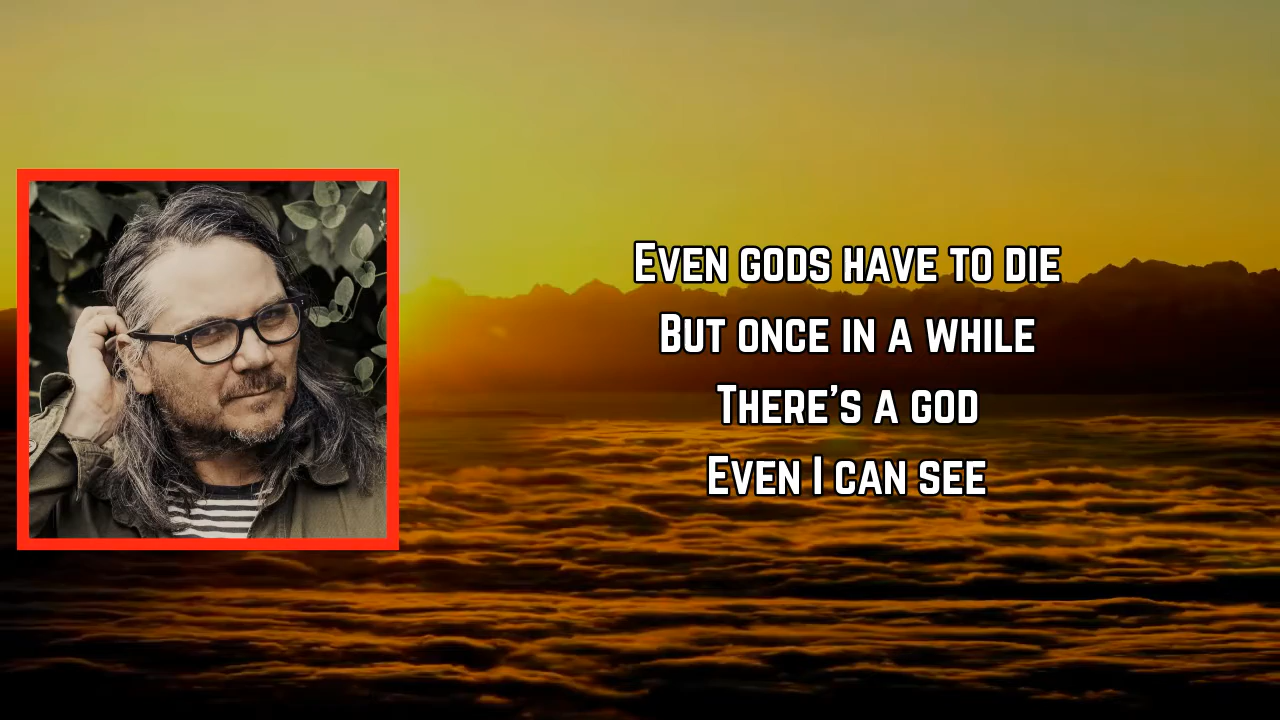 Even gods have to die
But once in a while
There's a god
Even I can see